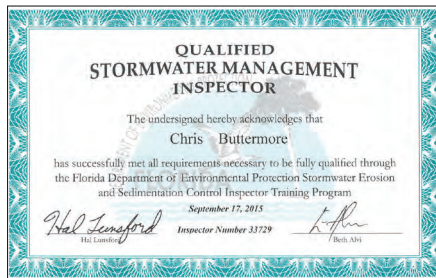 QUALIFIED
STORMWATER MANAGEMENT
INSPECTOR
The undersigned hereby acknowledges that
Chris Buttermore
has successfully met all requirements necessary to be fully qualified through
the Florida Department of Environmental Protection Stormwater Erosion
and Sedimentation Control Inspector Training Program
September 17, 2015
Hal Lunsford
Inspector Number 33729
Hal Lunsford
Beth Alvi
FLORIDA